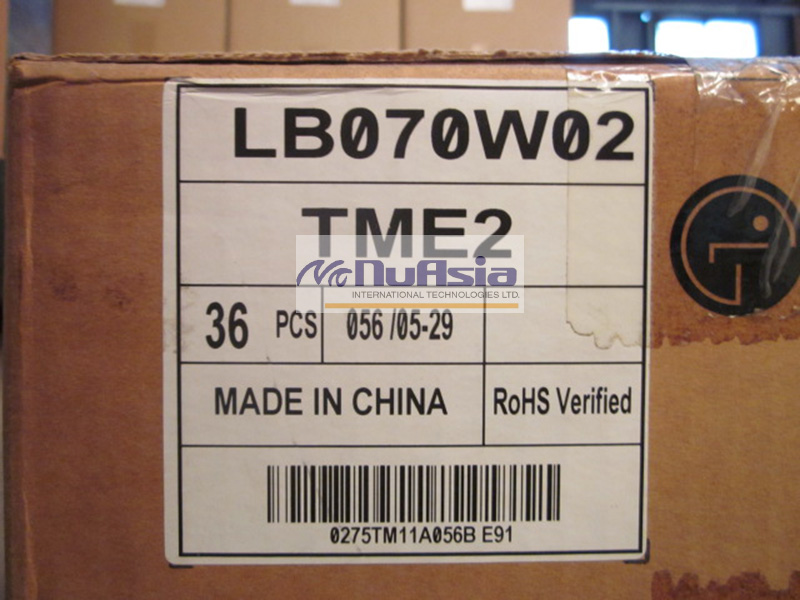 LB070W02
TME2
NuAsia
INTERNATIONAL TECHNOLOGIES LTD.
36 PCS 056 /05-29
MADE IN CHINA RoHS Verified
0275TM11A056B E91